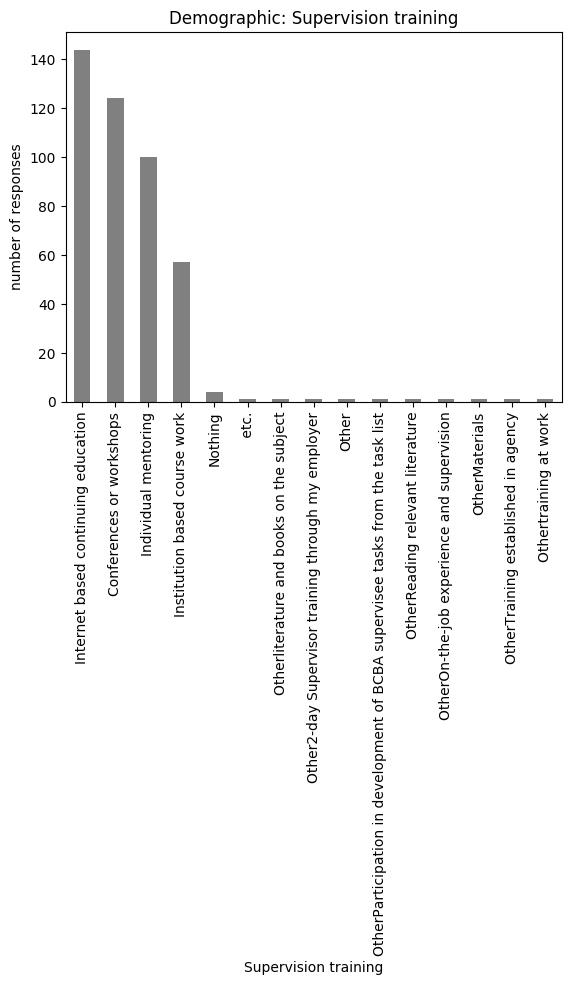 Demographic: Supervision training
number of responses
140
120
100
80
60
40
20
0
Internet based continuing education
Conferences or workshops
Individual mentoring
Institution based course work
Nothing
etc.
Otherliterature and books on the subject
Other2-day Supervisor training through my employer
Other
OtherParticipation in development of BCBA supervisee tasks from the task list
OtherReading relevant literature
OtherOn-the-job experience and supervision
OtherMaterials
OtherTraining established in agency
Othertraining at work
Supervision training